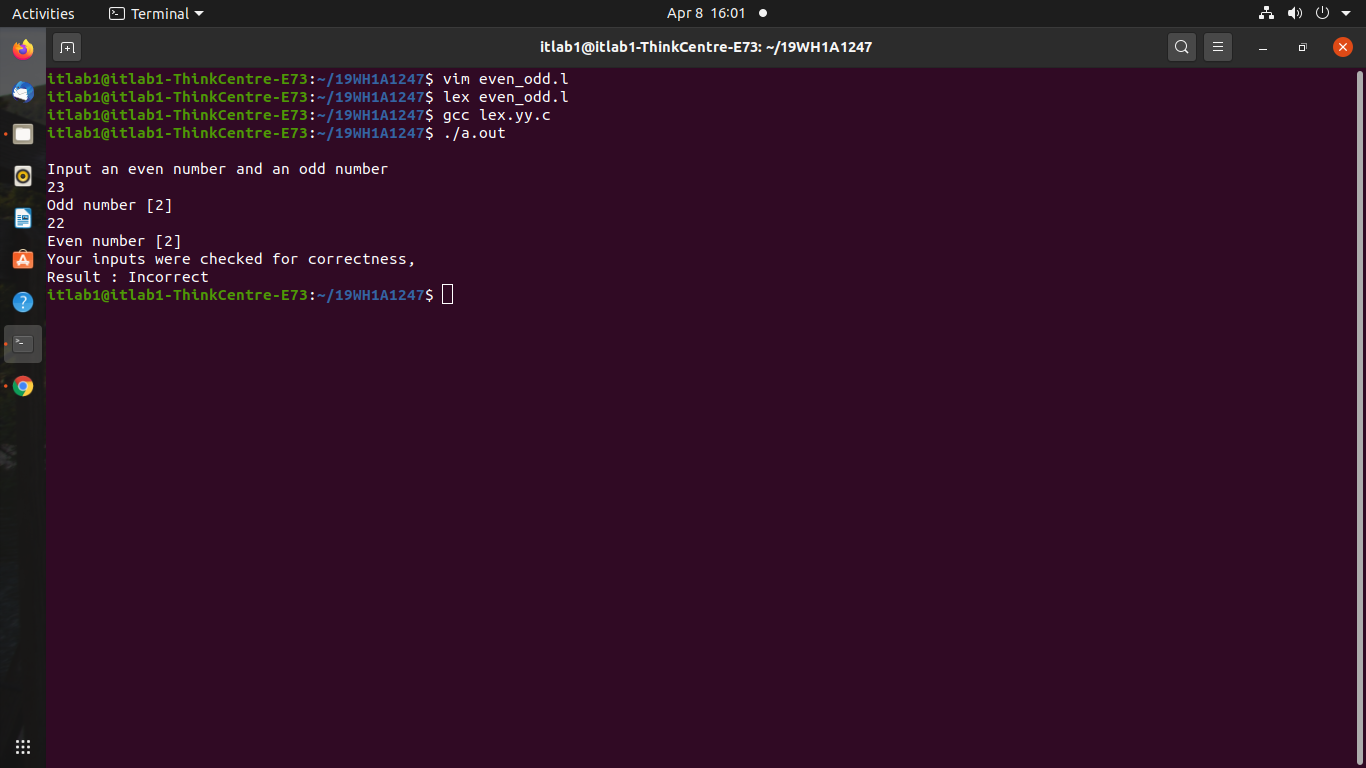 Activities Terminal Apr 8 16:01
itlab1@itlab1-ThinkCentre-E73: ~/19WH1A1247
itlab1@itlab1-ThinkCentre-E73:~/19WH1A1247$ vim even_odd.l
itlab1@itlab1-ThinkCentre-E73:~/19WH1A1247$ lex even_odd.l
itlab1@itlab1-ThinkCentre-E73:~/19WH1A1247$ gcc lex.yy.c
itlab1@itlab1-ThinkCentre-E73:~/19WH1A1247$ ./a.out
Input an even number and an odd number
23
Odd number [2]
22
Even number [2]
Your inputs were checked for correctness,
Result : Incorrect
itlab1@itlab1-ThinkCentre-E73:~/19WH1A1247$